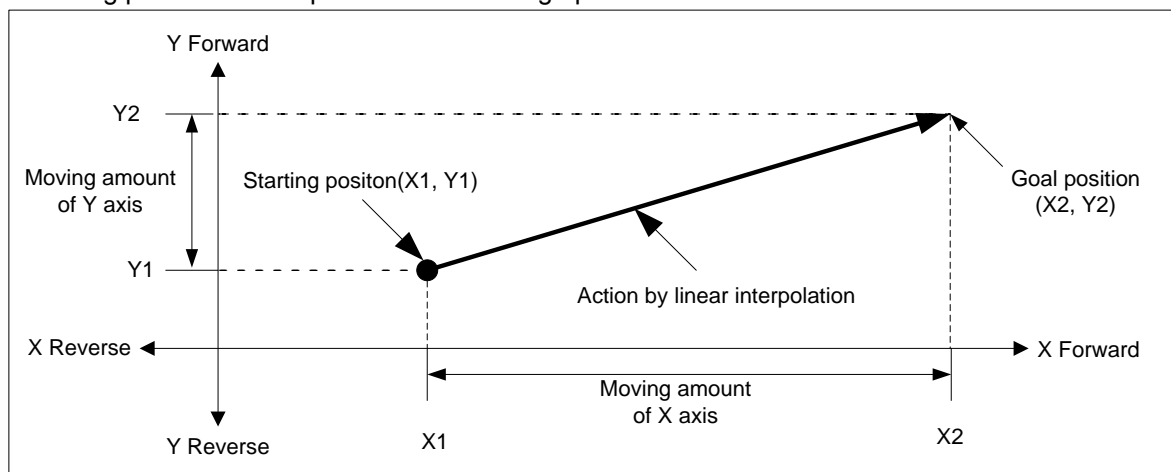 Y Forward
Y2
Moving amount
of Y axis
Starting positon(X1, Y1)
Goal position
(X2, Y2)
Y1
Action by linear interpolation
X Reverse
X Forward
Moving amount
of X axis
Y Reverse
X1
X2